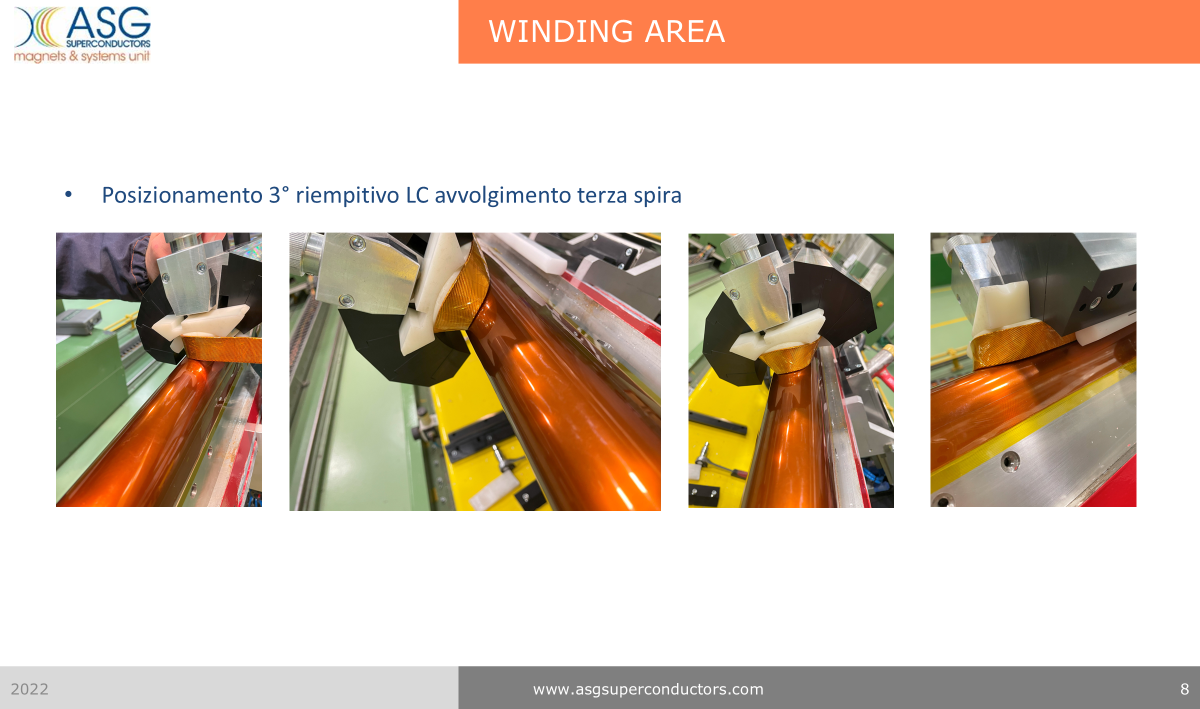 ASG
SUPERCONDUCTORS
magnets & systems unit
WINDING AREA
• Posizionamento 3° riempitivo LC avvolgimento terza spira
2022
www.asgsuperconductors.com
8